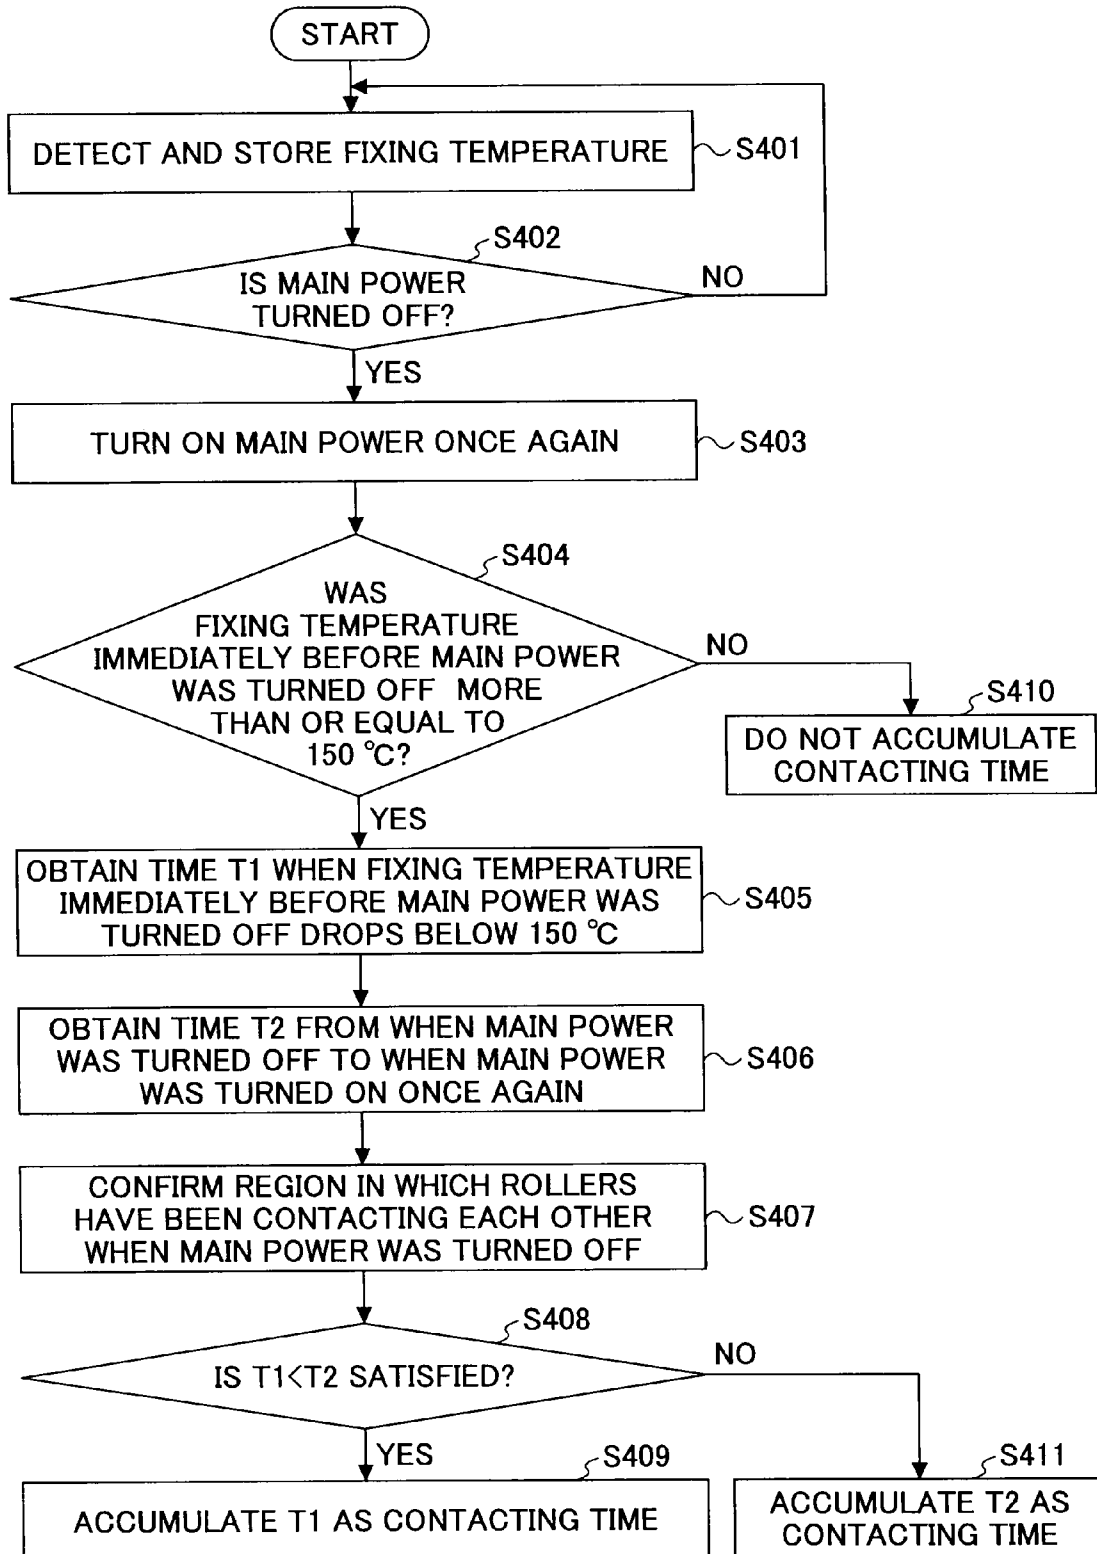 START
DETECT AND STORE FIXING TEMPERATURE
S401
S402
IS MAIN POWER
TURNED OFF?
NO
YES
TURN ON MAIN POWER ONCE AGAIN
S403
S404
WAS
FIXING TEMPERATURE
IMMEDIATELY BEFORE MAIN POWER
WAS TURNED OFF MORE
THAN OR EQUAL TO
150 °C?
NO
S410
DO NOT ACCUMULATE
CONTACTING TIME
YES
OBTAIN TIME T1 WHEN FIXING TEMPERATURE
IMMEDIATELY BEFORE MAIN POWER WAS
TURNED OFF DROPS BELOW 150 °C
S405
OBTAIN TIME T2 FROM WHEN MAIN POWER
WAS TURNED OFF TO WHEN MAIN POWER
WAS TURNED ON ONCE AGAIN
S406
CONFIRM REGION IN WHICH ROLLERS
HAVE BEEN CONTACTING EACH OTHER
WHEN MAIN POWER WAS TURNED OFF
S407
S408
IS T1<T2 SATISFIED?
NO
YES
S409
ACCUMULATE T1 AS CONTACTING TIME
S411
ACCUMULATE T2 AS
CONTACTING TIME